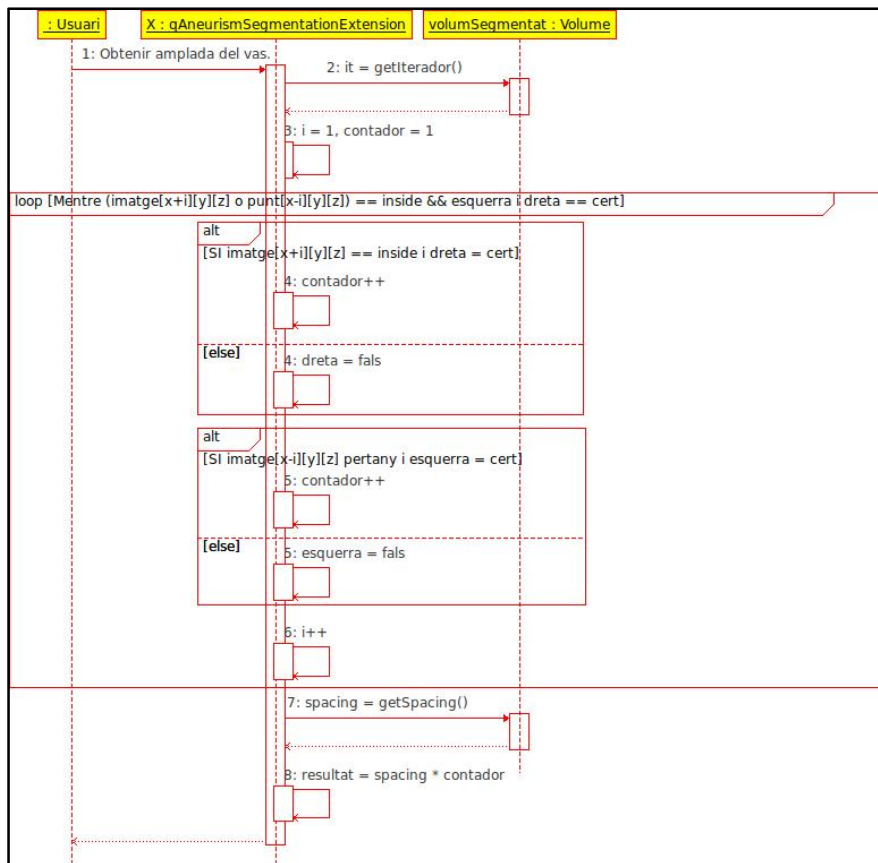 : Usuari
X : qAneurismSegmentationExtension
volumSegmentat : Volume
1: Obtenir amplada del vas.
2: it = getIterador()
3: i = 1, contador = 1
loop [Mentre (imatge[x+i][y][z] o punt[x-i][y][z]) == inside && esquerra i dreta == cert]
alt
[SI imatge[x+i][y][z] == inside i dreta = cert]
4: contador++
[else]
4: dreta = fals
alt
[SI imatge[x-i][y][z] pertany i esquerra = cert]
5: contador++
[else]
5: esquerra = fals
6: i++
7: spacing = getSpacing()
8: resultat = spacing * contador